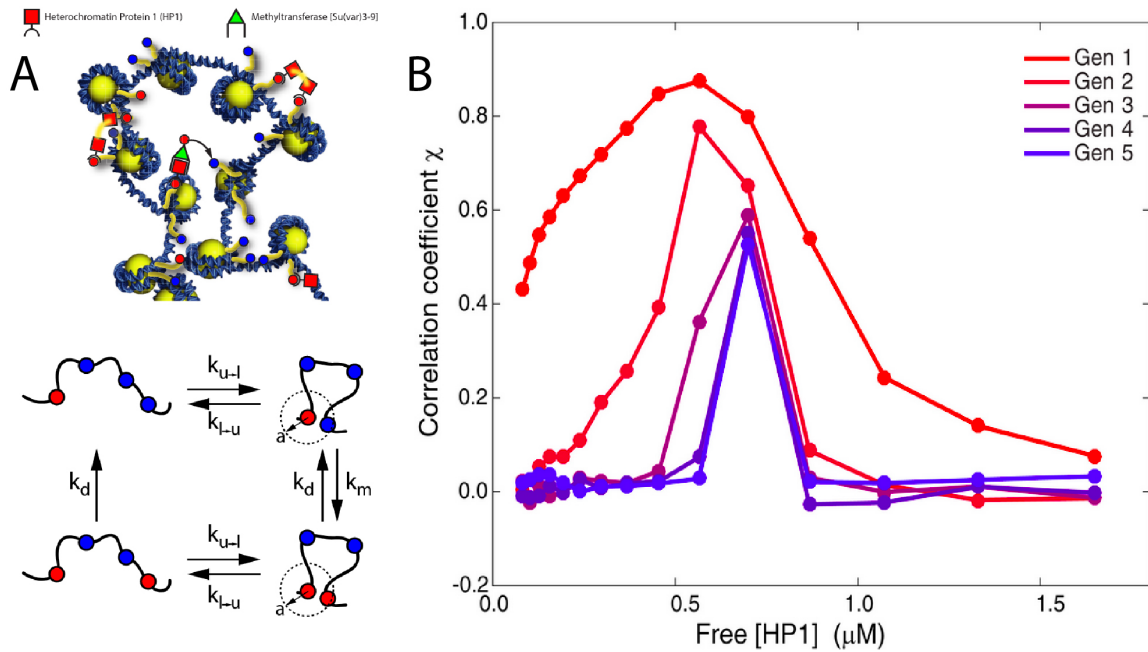 Heterochromatin Protein 1 (HP1)
Methyltransferase [Su(var)3-9]
A
k_u→l
k_l→u
a
k_d
k_d
k_m
k_u→l
k_l→u
a
B
Correlation coefficient χ
1.0
0.8
0.6
0.4
0.2
0.0
-0.2
0.0
0.5
1.0
1.5
Free [HP1] (μM)
Gen 1
Gen 2
Gen 3
Gen 4
Gen 5